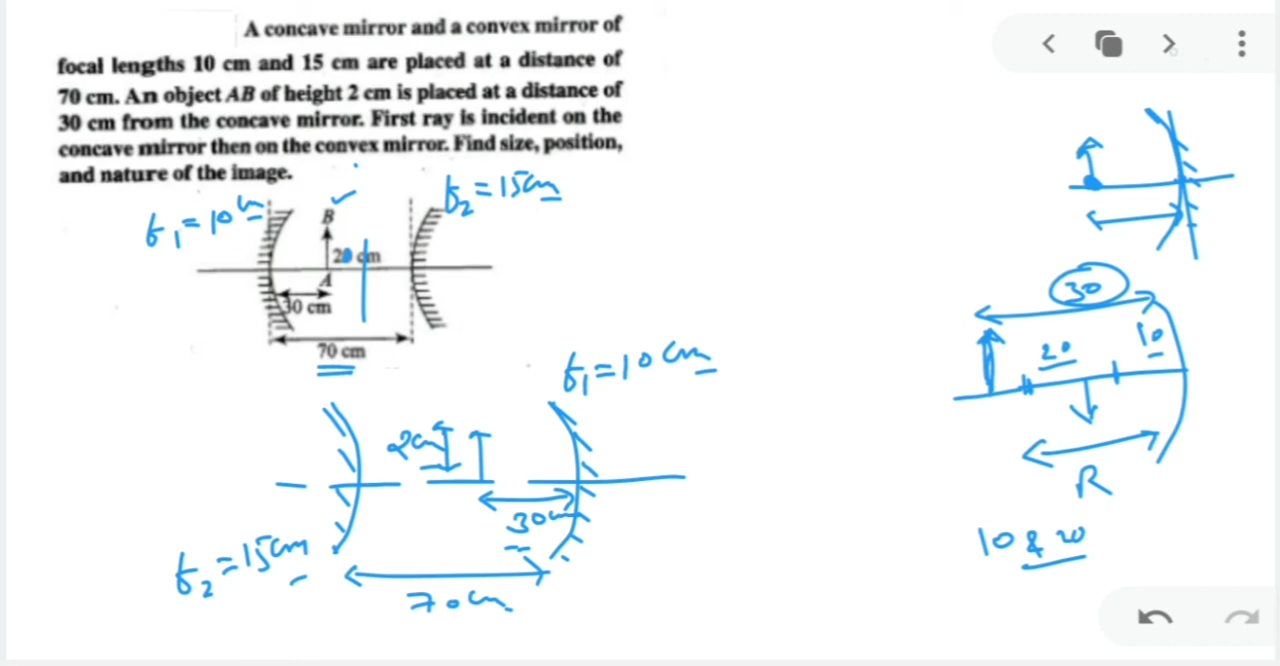 A concave mirror and a convex mirror of
focal lengths 10 cm and 15 cm are placed at a distance of
70 cm. An object AB of height 2 cm is placed at a distance of
30 cm from the concave mirror. First ray is incident on the
concave mirror then on the convex mirror. Find size, position,
and nature of the image.
f₁ = 10 cm
B
f₂ = 15cm
A
30 cm
70 cm
f₁ = 10 cm
2cm
30cm
f₂ = 15cm
70cm
30
20
10
R
10 & 20